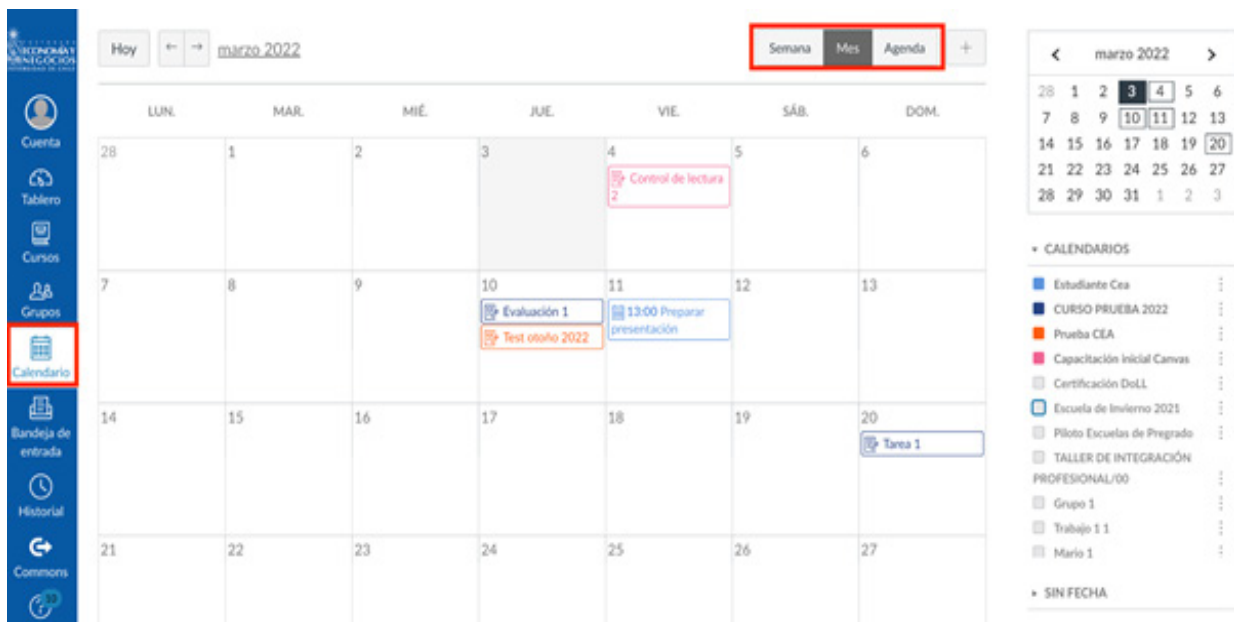 ECONOMÍA Y
NEGOCIOS
UNIVERSIDAD DE CHILE
Cuenta
Tablero
Cursos
Grupos
Calendario
Bandeja de
entrada
Historial
Commons
10
Hoy ← → marzo 2022
Semana Mes Agenda +
LUN. MAR. MIÉ. JUE. VIE. SÁB. DOM.
28 1 2 3 4 5 6
Control de lectura
2
7 8 9 10 11 12 13
Evaluación 1
Test otoño 2022
13:00 Preparar
presentación
14 15 16 17 18 19 20
Tarea 1
21 22 23 24 25 26 27
marzo 2022
28 1 2 3 4 5 6
7 8 9 10 11 12 13
14 15 16 17 18 19 20
21 22 23 24 25 26 27
28 29 30 31 1 2 3
CALENDARIOS
Estudiante Cea
CURSO PRUEBA 2022
Prueba CEA
Capacitación Inicial Canvas
Certificación DoLL
Escuela de Invierno 2021
Piloto Escuelas de Pregrado
TALLER DE INTEGRACIÓN
PROFESIONAL/00
Grupo 1
Trabajo 1 1
Mario 1
SIN FECHA